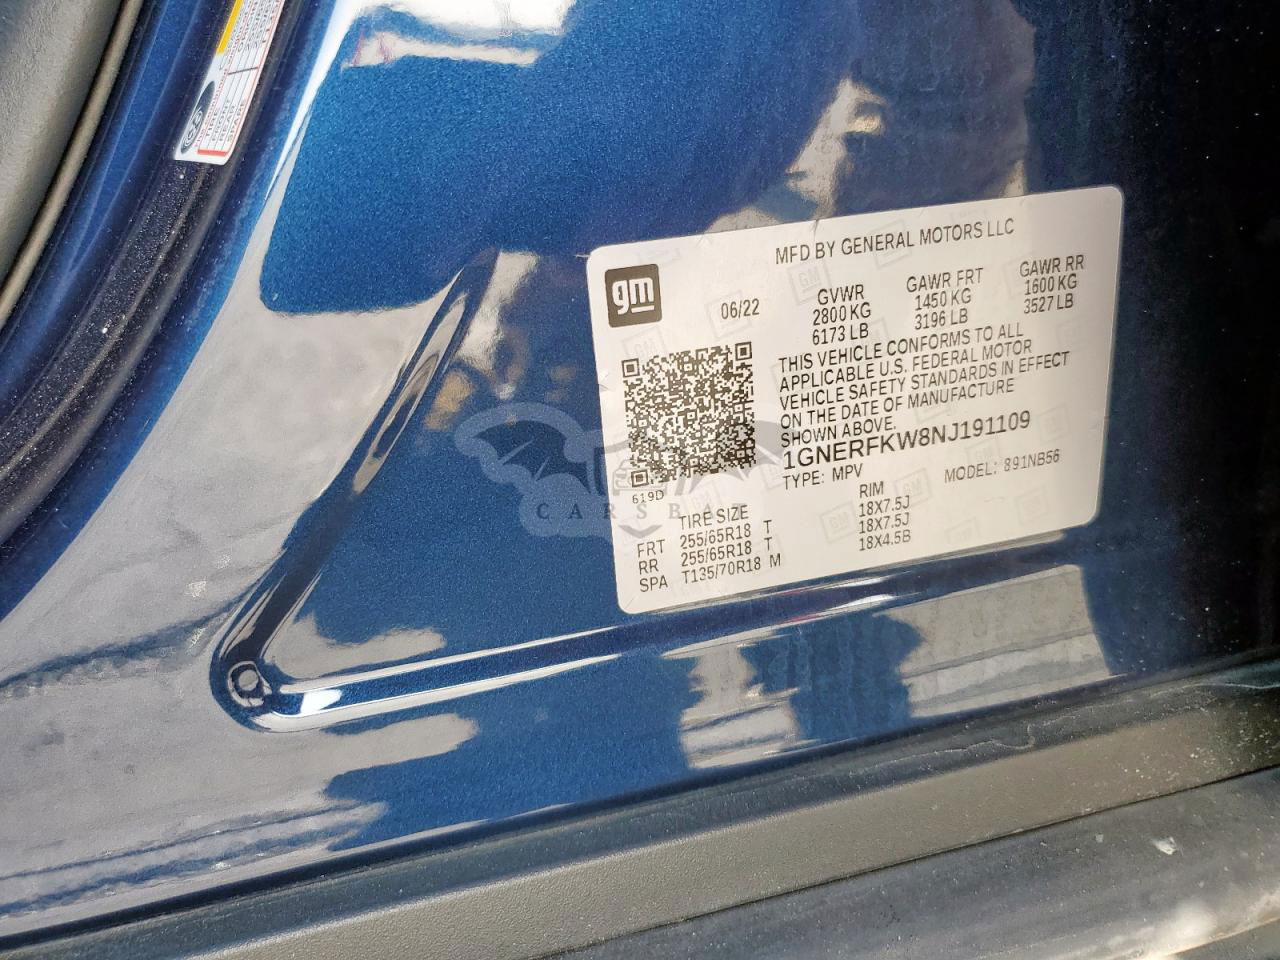 MFD BY GENERAL MOTORS LLC
gm
06/22
GVWR
2800 KG
6173 LB
GAWR FRT
1450 KG
3196 LB
GAWR RR
1600 KG
3527 LB
THIS VEHICLE CONFORMS TO ALL
APPLICABLE U.S. FEDERAL MOTOR
VEHICLE SAFETY STANDARDS IN EFFECT
ON THE DATE OF MANUFACTURE
SHOWN ABOVE.
1GNERFKW8NJ191109
TYPE: MPV
MODEL: 891NB56
619D
TIRE SIZE
RIM
FRT 255/65R18 T 18X7.5J
RR 255/65R18 T 18X7.5J
SPA T135/70R18 M 18X4.5B